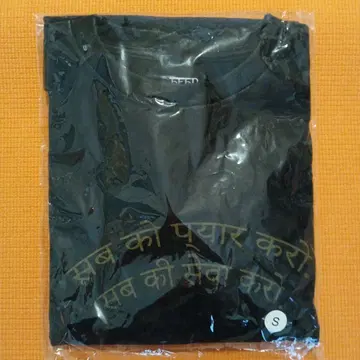 सब को प्यार करो,
सब की सेवा करो
S